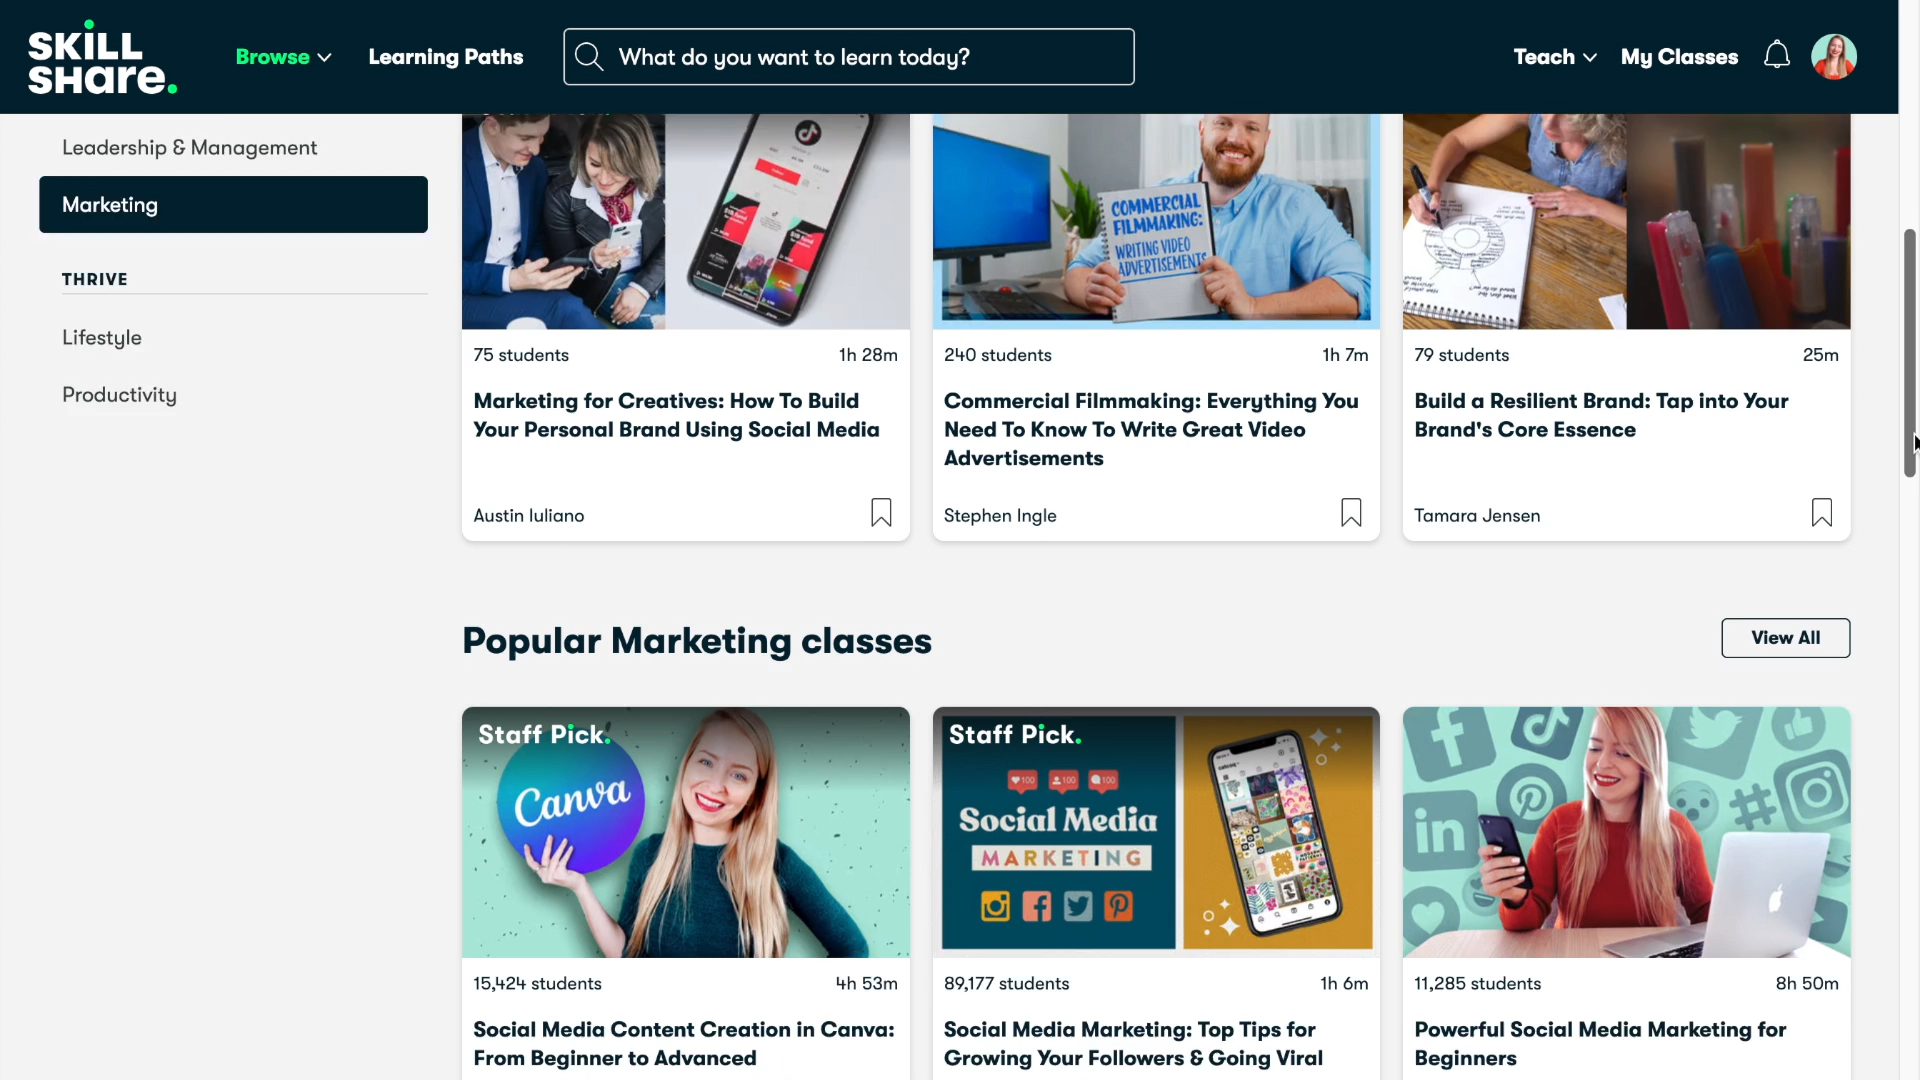 SKILL
SHARE.
Browse
Learning Paths
What do you want to learn today?
Teach
My Classes
Leadership & Management
Marketing
THRIVE
Lifestyle
Productivity
COMMERCIAL
FILMMAKING:
WRITING VIDEO
ADVERTISEMENTS
75 students
1h 28m
Marketing for Creatives: How To Build
Your Personal Brand Using Social Media
Austin Iuliano
240 students
1h 7m
Commercial Filmmaking: Everything You
Need To Know To Write Great Video
Advertisements
Stephen Ingle
79 students
25m
Build a Resilient Brand: Tap into Your
Brand's Core Essence
Tamara Jensen
Popular Marketing classes
View All
Staff Pick.
Canva
15,424 students
4h 53m
Social Media Content Creation in Canva:
From Beginner to Advanced
Staff Pick.
100 100 100
Social Media
MARKETING
89,177 students
1h 6m
Social Media Marketing: Top Tips for
Growing Your Followers & Going Viral
in
11,285 students
8h 50m
Powerful Social Media Marketing for
Beginners